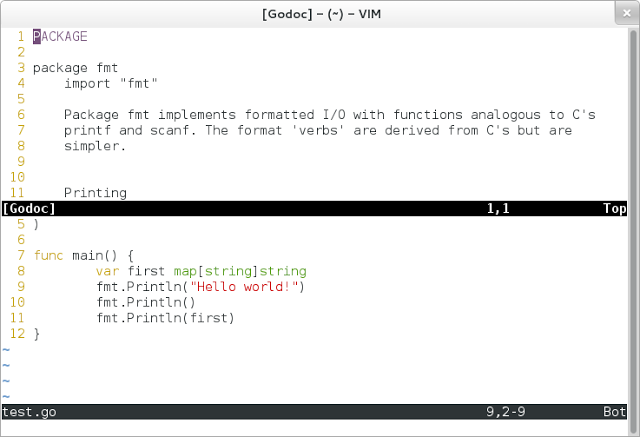 [Godoc] - (~) - VIM
1 PACKAGE
2
3 package fmt
4     import "fmt"
5
6     Package fmt implements formatted I/O with functions analogous to C's
7     printf and scanf. The format 'verbs' are derived from C's but are
8     simpler.
9
10
11     Printing
[Godoc] 1,1 Top
5 )
6
7 func main() {
8         var first map[string]string
9         fmt.Println("Hello world!")
10         fmt.Println()
11         fmt.Println(first)
12 }
~
~
~
~
test.go 9,2-9 Bot